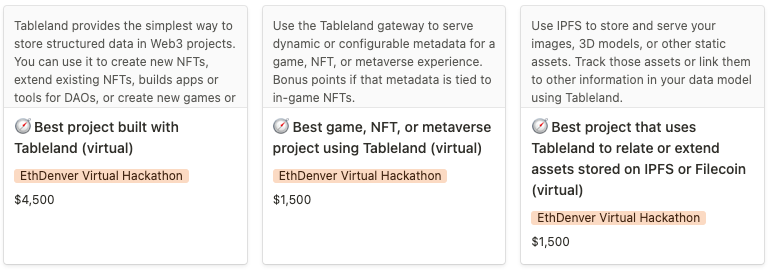 Tableland provides the simplest way to
store structured data in Web3 projects.
You can use it to create new NFTs,
extend existing NFTs, builds apps or
tools for DAOs, or create new games or
🧭 Best project built with
Tableland (virtual)
EthDenver Virtual Hackathon
$4,500
Use the Tableland gateway to serve
dynamic or configurable metadata for a
game, NFT, or metaverse experience.
Bonus points if that metadata is tied to
in-game NFTs.
🧭 Best game, NFT, or metaverse
project using Tableland (virtual)
EthDenver Virtual Hackathon
$1,500
Use IPFS to store and serve your
images, 3D models, or other static
assets. Track those assets or link them
to other information in your data model
using Tableland.
🧭 Best project that uses
Tableland to relate or extend
assets stored on IPFS or Filecoin
(virtual)
EthDenver Virtual Hackathon
$1,500